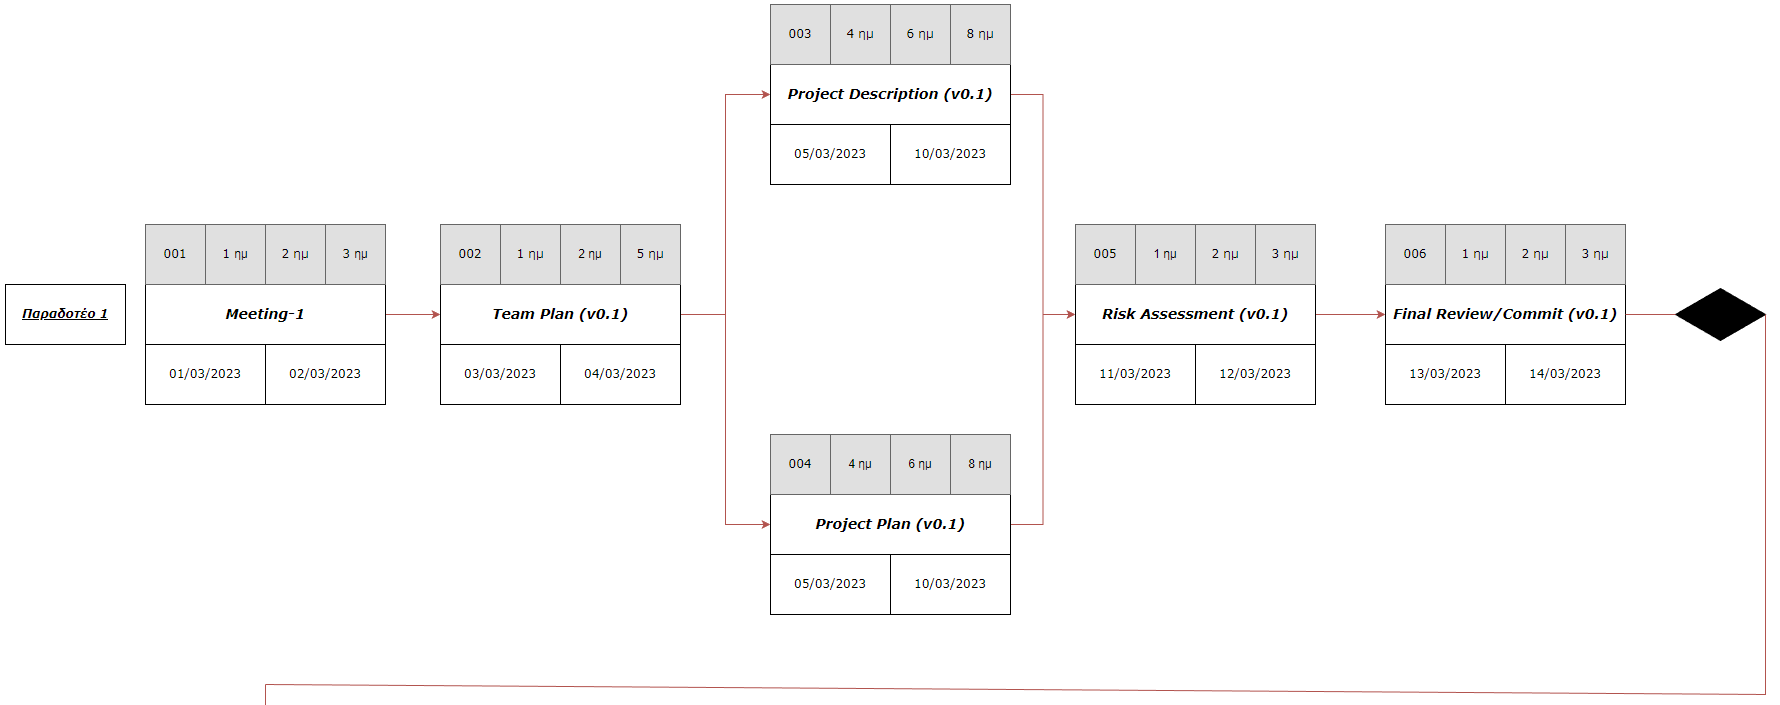 Παραδοτέο 1
001 1 ημ 2 ημ 3 ημ
Meeting-1
01/03/2023 02/03/2023
002 1 ημ 2 ημ 5 ημ
Team Plan (v0.1)
03/03/2023 04/03/2023
003 4 ημ 6 ημ 8 ημ
Project Description (v0.1)
05/03/2023 10/03/2023
004 4 ημ 6 ημ 8 ημ
Project Plan (v0.1)
05/03/2023 10/03/2023
005 1 ημ 2 ημ 3 ημ
Risk Assessment (v0.1)
11/03/2023 12/03/2023
006 1 ημ 2 ημ 3 ημ
Final Review/Commit (v0.1)
13/03/2023 14/03/2023